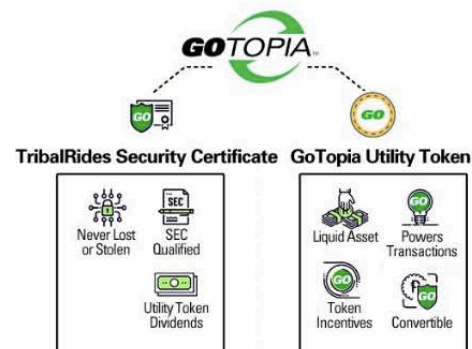 GOTOPIA
GO
GO
TribalRides Security Certificate
GoTopia Utility Token
Never Lost
or Stolen
SEC
SEC
Qualified
Utility Token
Dividends
Liquid Asset
GO
Powers
Transactions
GO
Token
Incentives
GO
Convertible